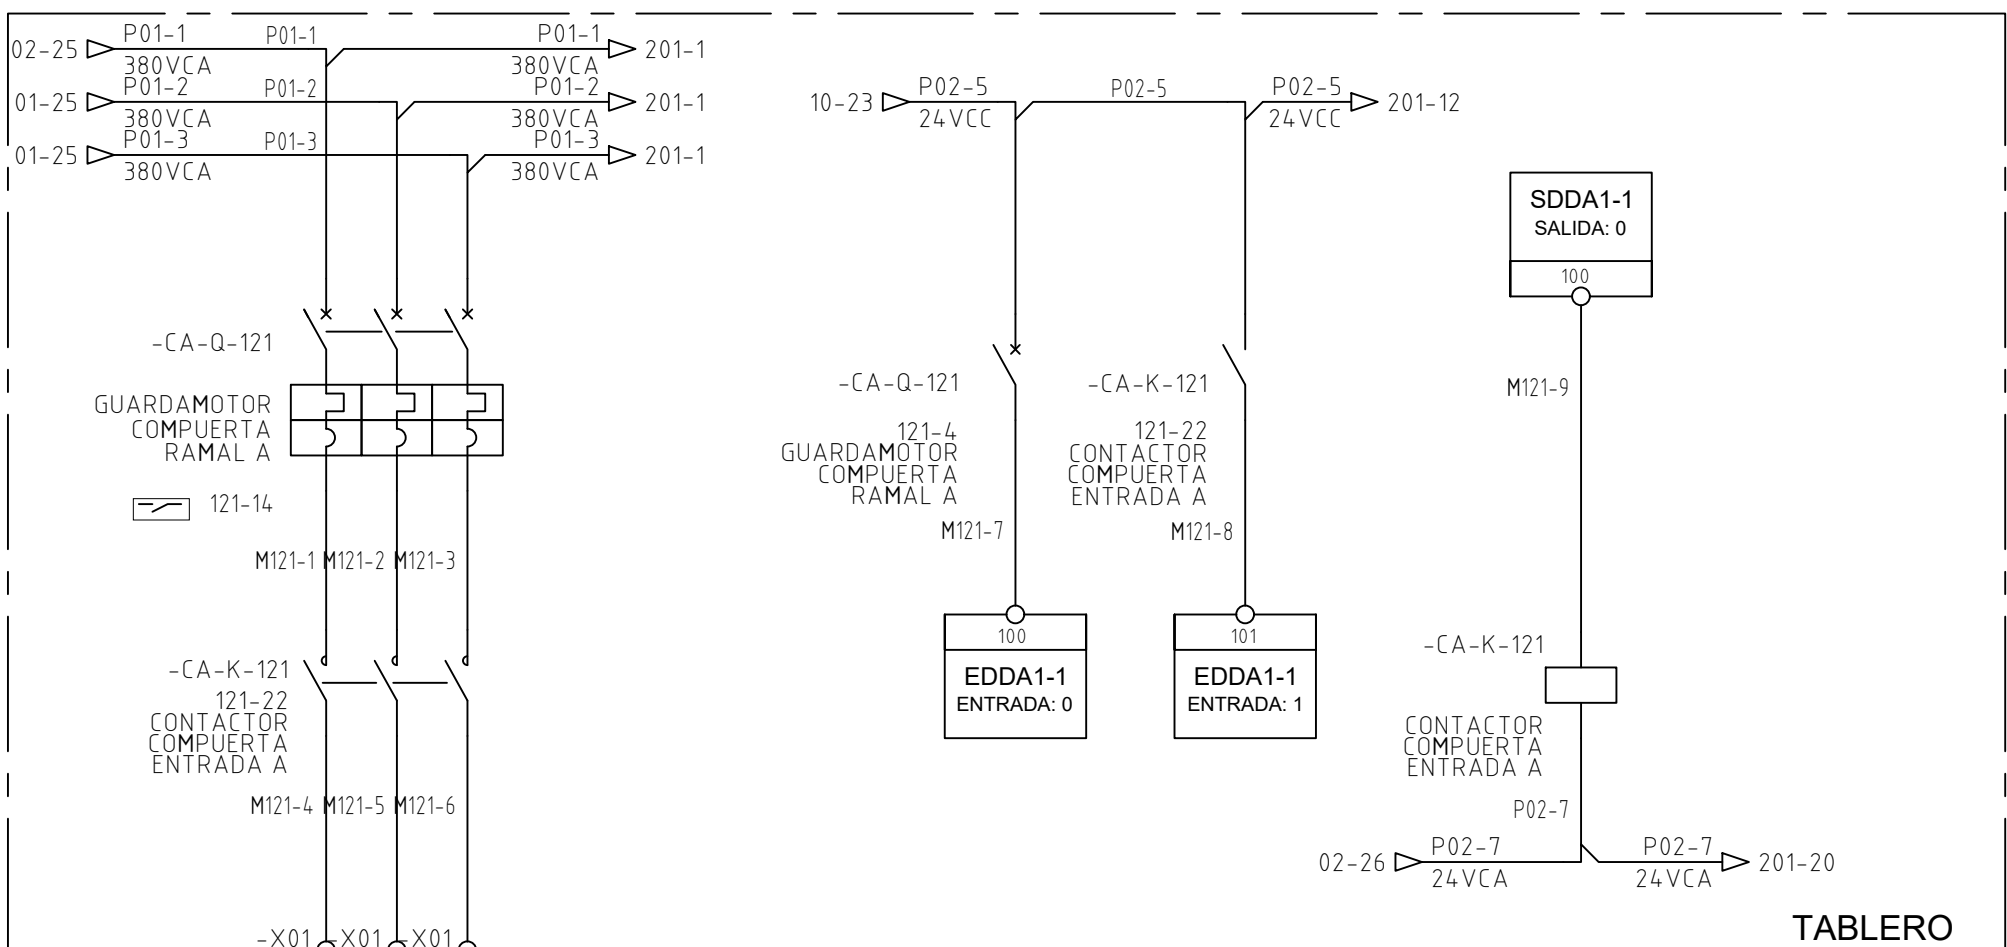 02-25 P01-1 P01-1 P01-1 201-1
380VCA 380VCA
01-25 P01-2 P01-2 P01-2 201-1
380VCA 380VCA
01-25 P01-3 P01-3 P01-3 201-1
380VCA 380VCA
-CA-Q-121
GUARDAMOTOR
COMPUERTA
RAMAL A
121-14
M121-1 M121-2 M121-3
-CA-K-121
121-22
CONTACTOR
COMPUERTA
ENTRADA A
M121-4 M121-5 M121-6
-X01 -X01 -X01
10-23 P02-5 P02-5 P02-5 201-12
24VCC 24VCC
-CA-Q-121
121-4
GUARDAMOTOR
COMPUERTA
RAMAL A
M121-7
100
EDDA1-1
ENTRADA: 0
-CA-K-121
121-22
CONTACTOR
COMPUERTA
ENTRADA A
M121-8
101
EDDA1-1
ENTRADA: 1
SDDA1-1
SALIDA: 0
100
M121-9
-CA-K-121
CONTACTOR
COMPUERTA
ENTRADA A
P02-7
02-26 P02-7 P02-7 201-20
24VCA 24VCA
TABLERO